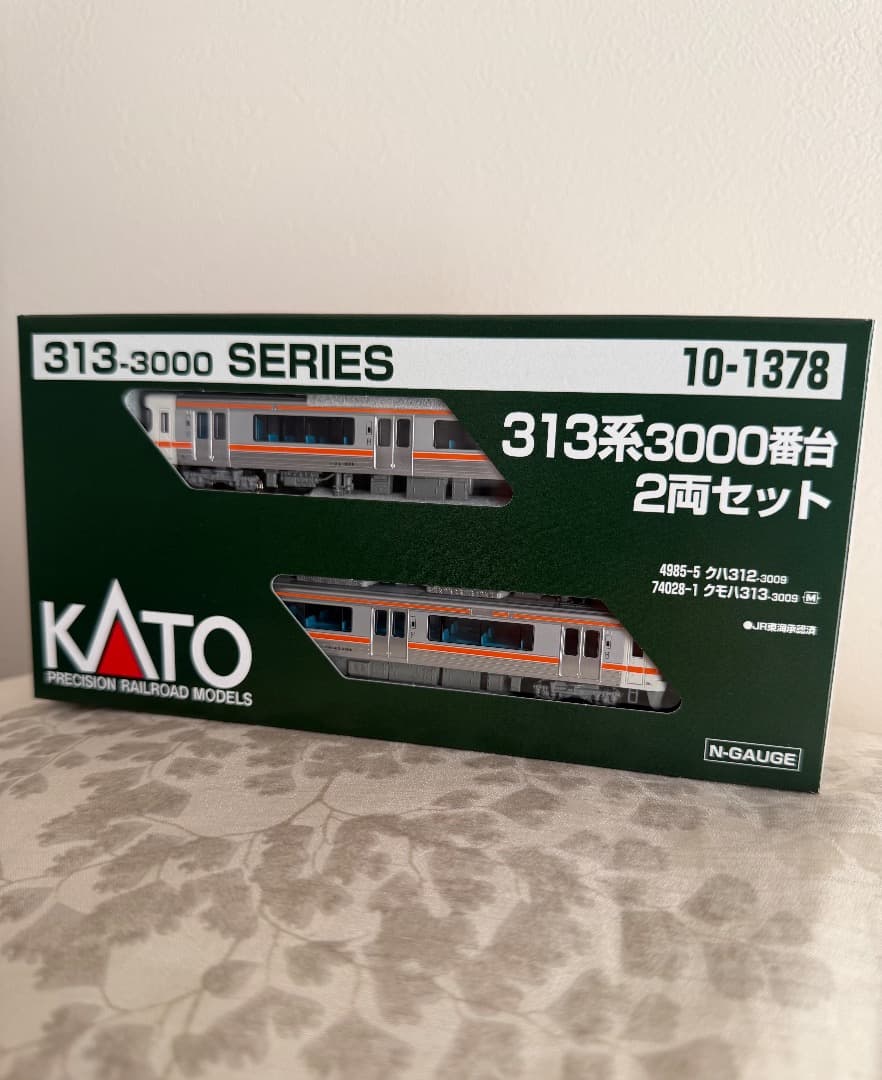 313-3000 SERIES
10-1378
313系3000番台
2両セット
4985-5 クハ312-3009
74028-1 クモハ313-3009 M
●JR東海承認済
KATO
PRECISION RAILROAD MODELS
N-GAUGE